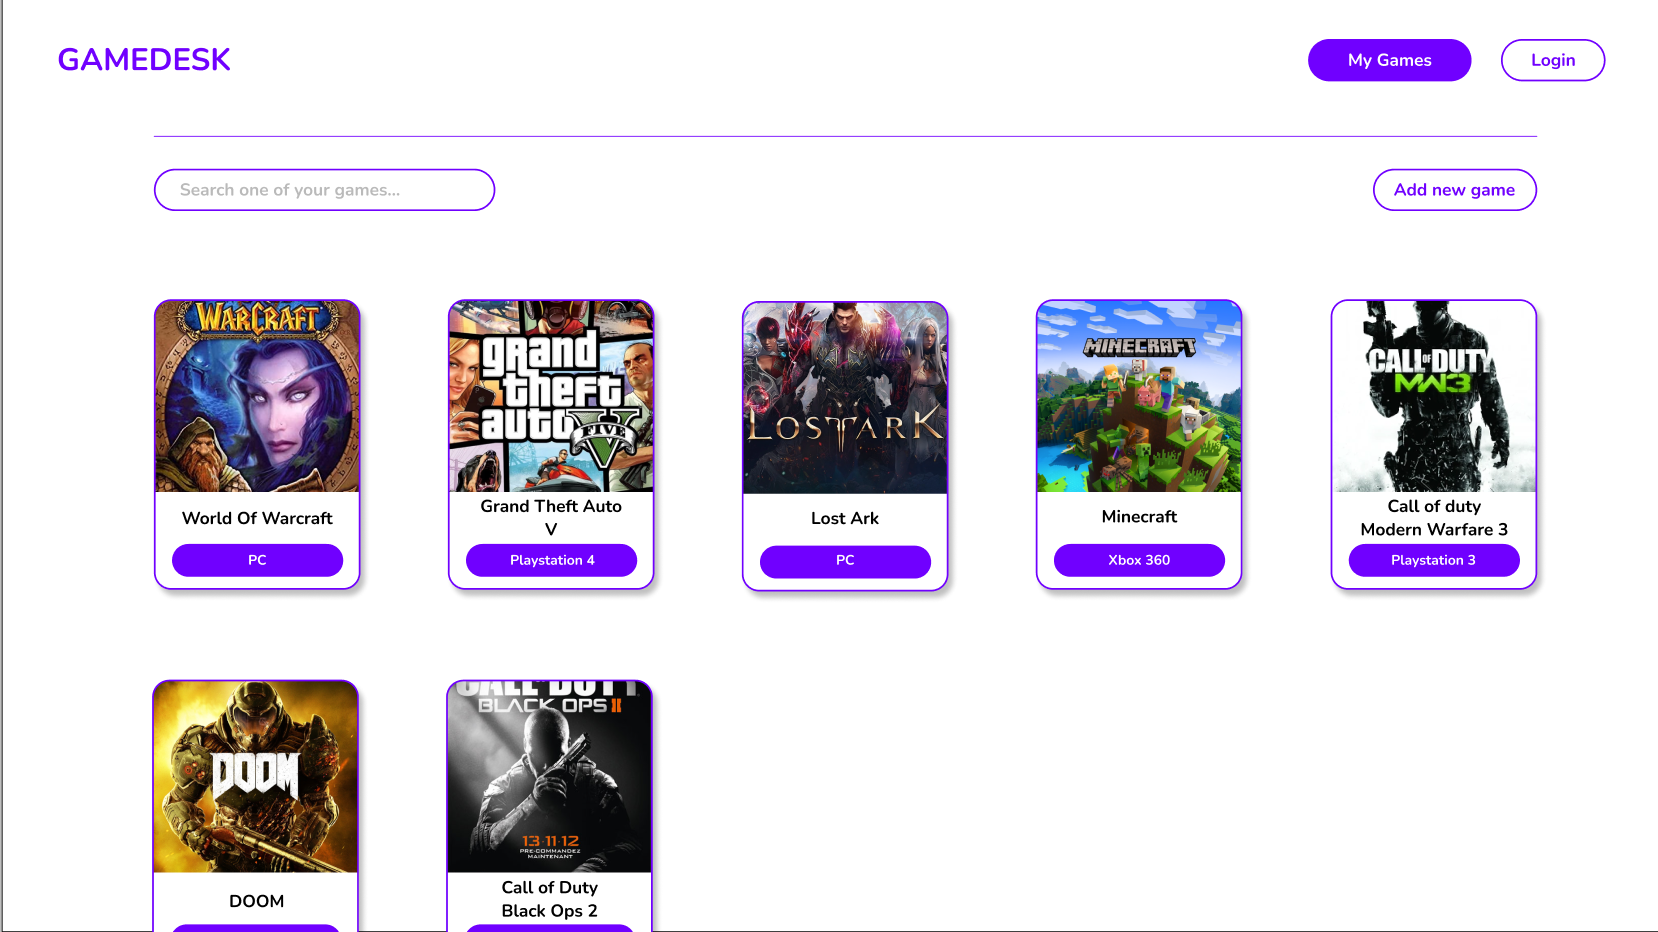 GAMEDESK
My Games
Login
Search one of your games...
Add new game
WARCRAFT
grand
theft
auto
FIVE
LOST ARK
MINECRAFT
CALL OF DUTY
MW3
World Of Warcraft
PC
Grand Theft Auto
V
Playstation 4
Lost Ark
PC
Minecraft
Xbox 360
Call of duty
Modern Warfare 3
Playstation 3
DOOM
CALL OF DUTY
BLACK OPS II
13·11·12
PRE-COMMANDEZ
MAINTENANT
DOOM
Call of Duty
Black Ops 2